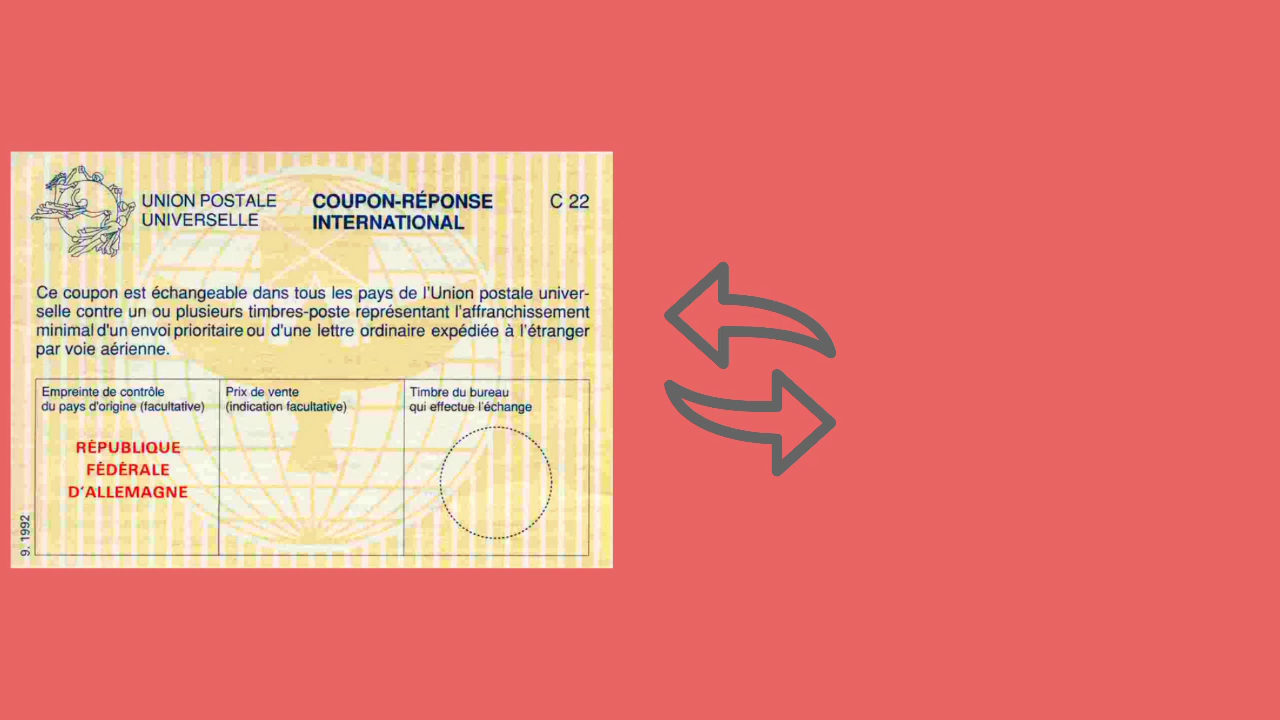 UNION POSTALE
UNIVERSELLE
COUPON-RÉPONSE
INTERNATIONAL
C 22
Ce coupon est échangeable dans tous les pays de l'Union postale univer-
selle contre un ou plusieurs timbres-poste représentant l'affranchissement
minimal d'un envoi prioritaire ou d'une lettre ordinaire expédiée à l'étranger
par voie aérienne.
Empreinte de contrôle
du pays d'origine (facultative)
Prix de vente
(indication facultative)
Timbre du bureau
qui effectue l'échange
RÉPUBLIQUE
FÉDÉRALE
D'ALLEMAGNE
9. 1992